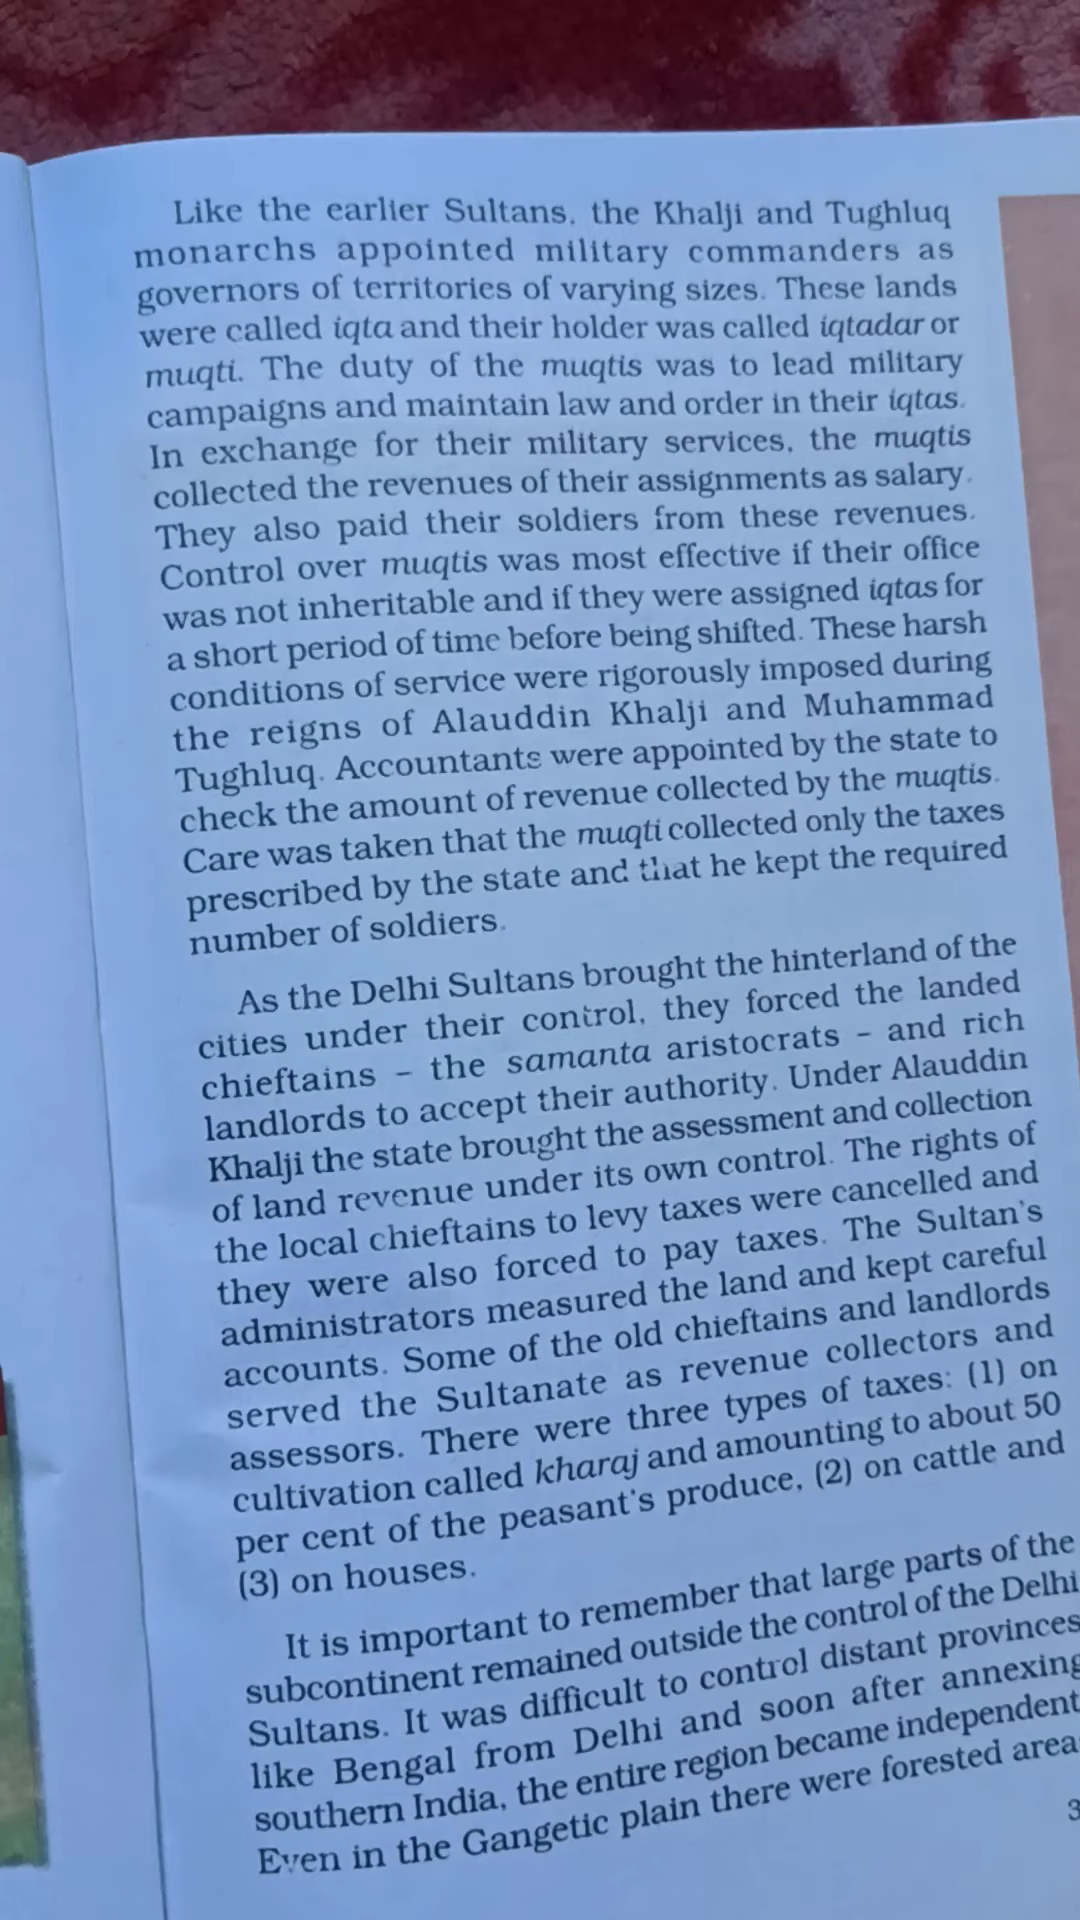 Like the earlier Sultans, the Khalji and Tughluq
monarchs appointed military commanders as
governors of territories of varying sizes. These lands
were called iqta and their holder was called iqtadar or
muqti. The duty of the muqtis was to lead military
campaigns and maintain law and order in their iqtas.
In exchange for their military services, the muqtis
collected the revenues of their assignments as salary.
They also paid their soldiers from these revenues.
Control over muqtis was most effective if their office
was not inheritable and if they were assigned iqtas for
a short period of time before being shifted. These harsh
conditions of service were rigorously imposed during
the reigns of Alauddin Khalji and Muhammad
Tughluq. Accountants were appointed by the state to
check the amount of revenue collected by the muqtis.
Care was taken that the muqti collected only the taxes
prescribed by the state and that he kept the required
number of soldiers.
As the Delhi Sultans brought the hinterland of the
cities under their control, they forced the landed
chieftains – the samanta aristocrats – and rich
landlords to accept their authority. Under Alauddin
Khalji the state brought the assessment and collection
of land revenue under its own control. The rights of
the local chieftains to levy taxes were cancelled and
they were also forced to pay taxes. The Sultan's
administrators measured the land and kept careful
accounts. Some of the old chieftains and landlords
served the Sultanate as revenue collectors and
assessors. There were three types of taxes: (1) on
cultivation called kharaj and amounting to about 50
per cent of the peasant's produce, (2) on cattle and
(3) on houses.
It is important to remember that large parts of the
subcontinent remained outside the control of the Delhi
Sultans. It was difficult to control distant provinces
like Bengal from Delhi and soon after annexing
southern India, the entire region became independent
Even in the Gangetic plain there were forested area
3